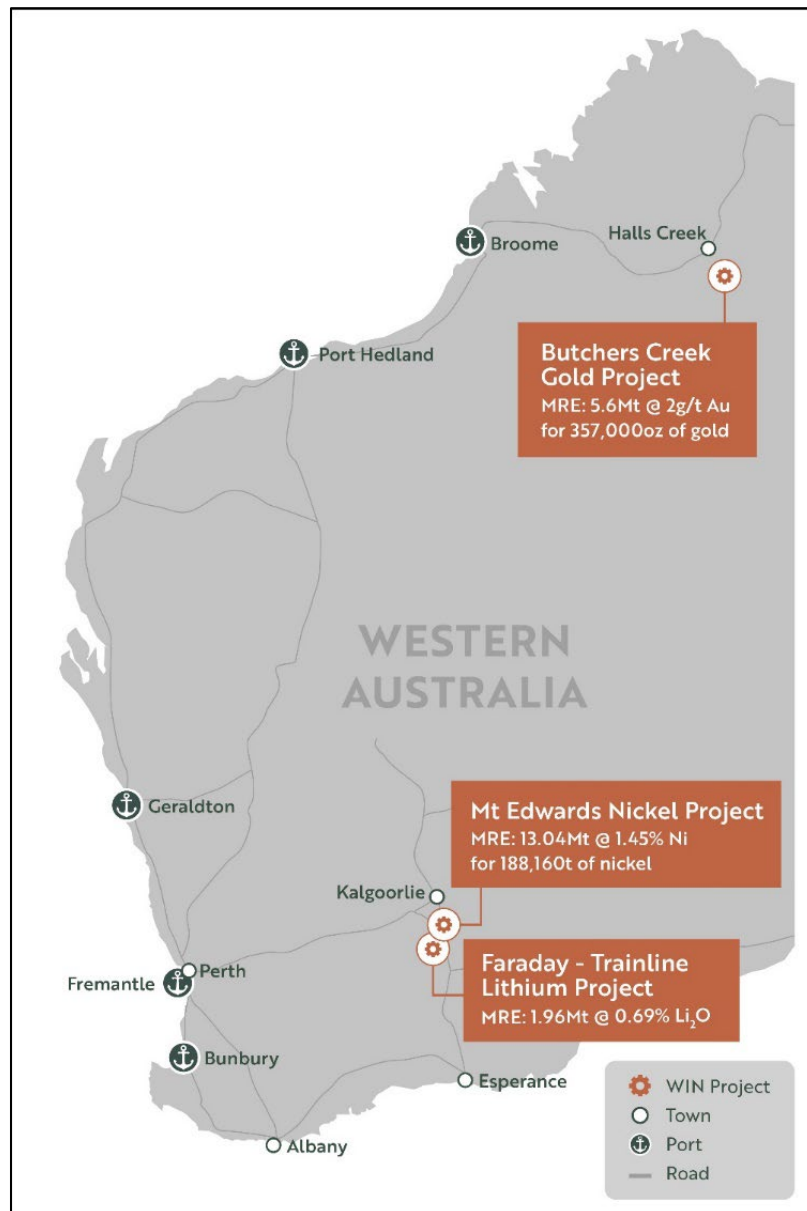 Broome
Halls Creek
Port Hedland
Butchers Creek
Gold Project
MRE: 5.6Mt @ 2g/t Au
for 357,000oz of gold
WESTERN
AUSTRALIA
Geraldton
Mt Edwards Nickel Project
MRE: 13.04Mt @ 1.45% Ni
for 188,160t of nickel
Kalgoorlie
Faraday - Trainline
Lithium Project
MRE: 1.96Mt @ 0.69% Li₂O
Perth
Fremantle
Bunbury
Esperance
Albany
WIN Project
Town
Port
Road